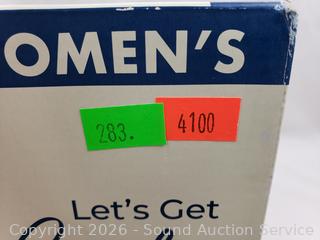 OMEN'S
283.
4100
Let's Get
Copyright 2026 - Sound Auction Service